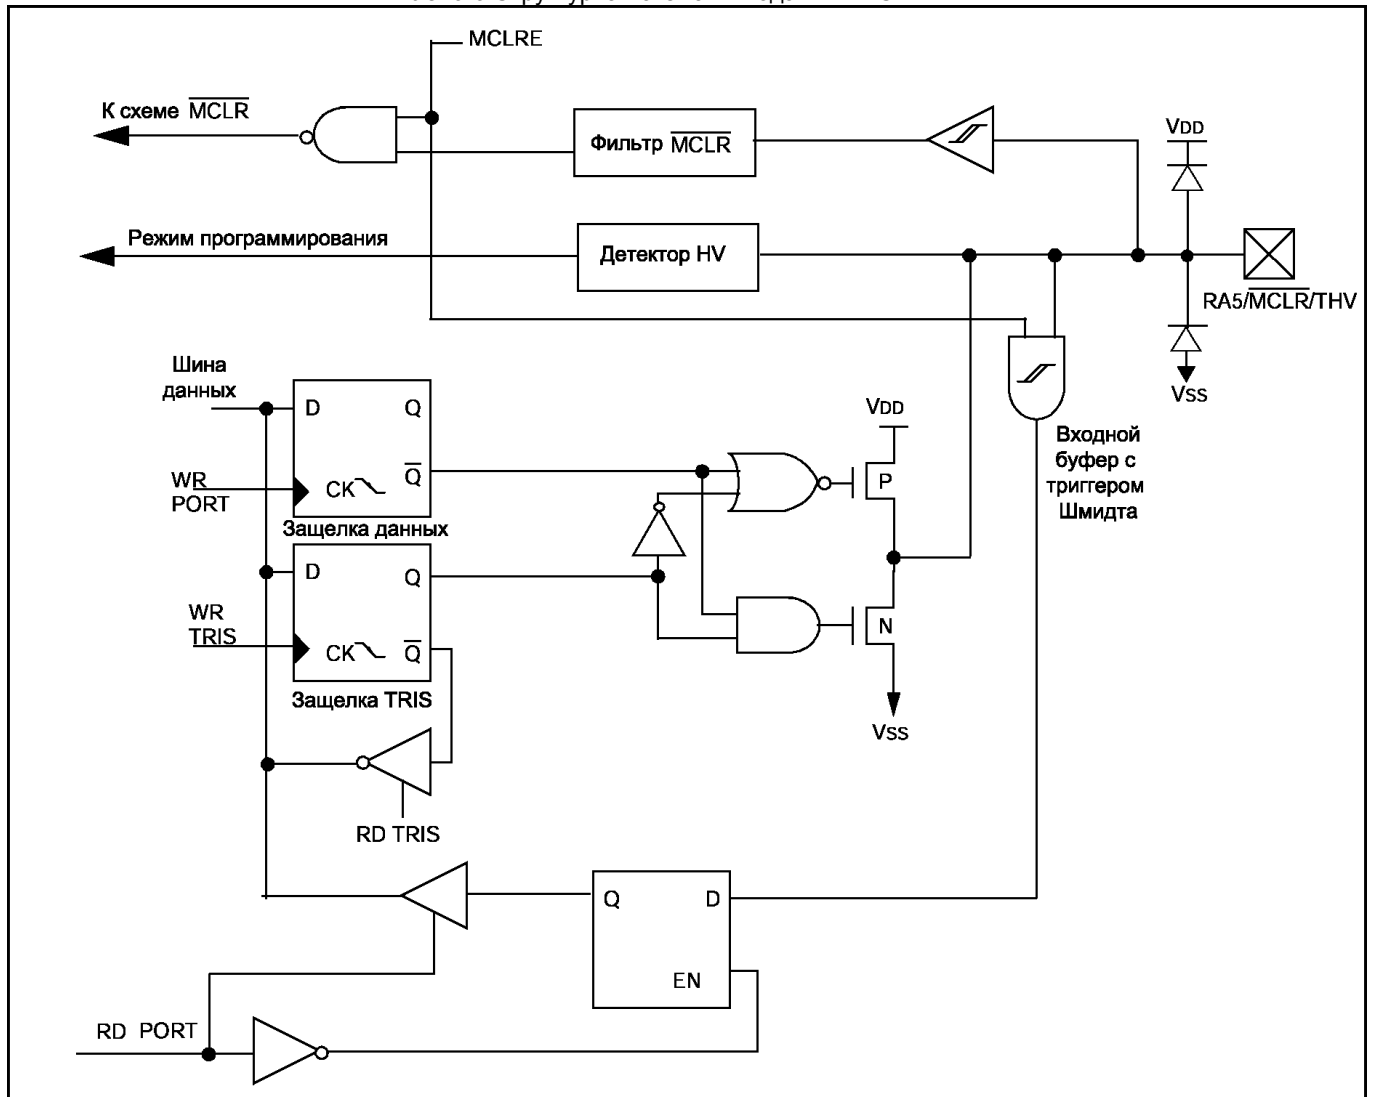 MCLRE
К схеме MCLR
Фильтр MCLR
VDD
Режим программирования
Детектор HV
RA5/MCLR/THV
Шина
данных
VSS
D Q
VDD
Входной
буфер с
триггером
Шмидта
WR
PORT
CK Q
P
Защелка данных
D Q
WR
TRIS
CK Q
N
Защелка TRIS
VSS
RD TRIS
Q D
EN
RD PORT